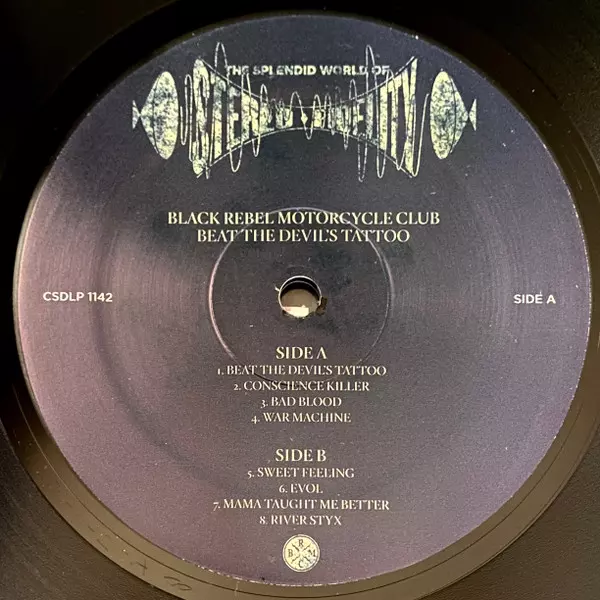 THE SPLENDID WORLD OF
STEREO • FIDELITY
BLACK REBEL MOTORCYCLE CLUB
BEAT THE DEVIL'S TATTOO
CSDLP 1142
SIDE A
SIDE A
1. BEAT THE DEVIL'S TATTOO
2. CONSCIENCE KILLER
3. BAD BLOOD
4. WAR MACHINE
SIDE B
5. SWEET FEELING
6. EVOL
7. MAMA TAUGHT ME BETTER
8. RIVER STYX
R
B M
C